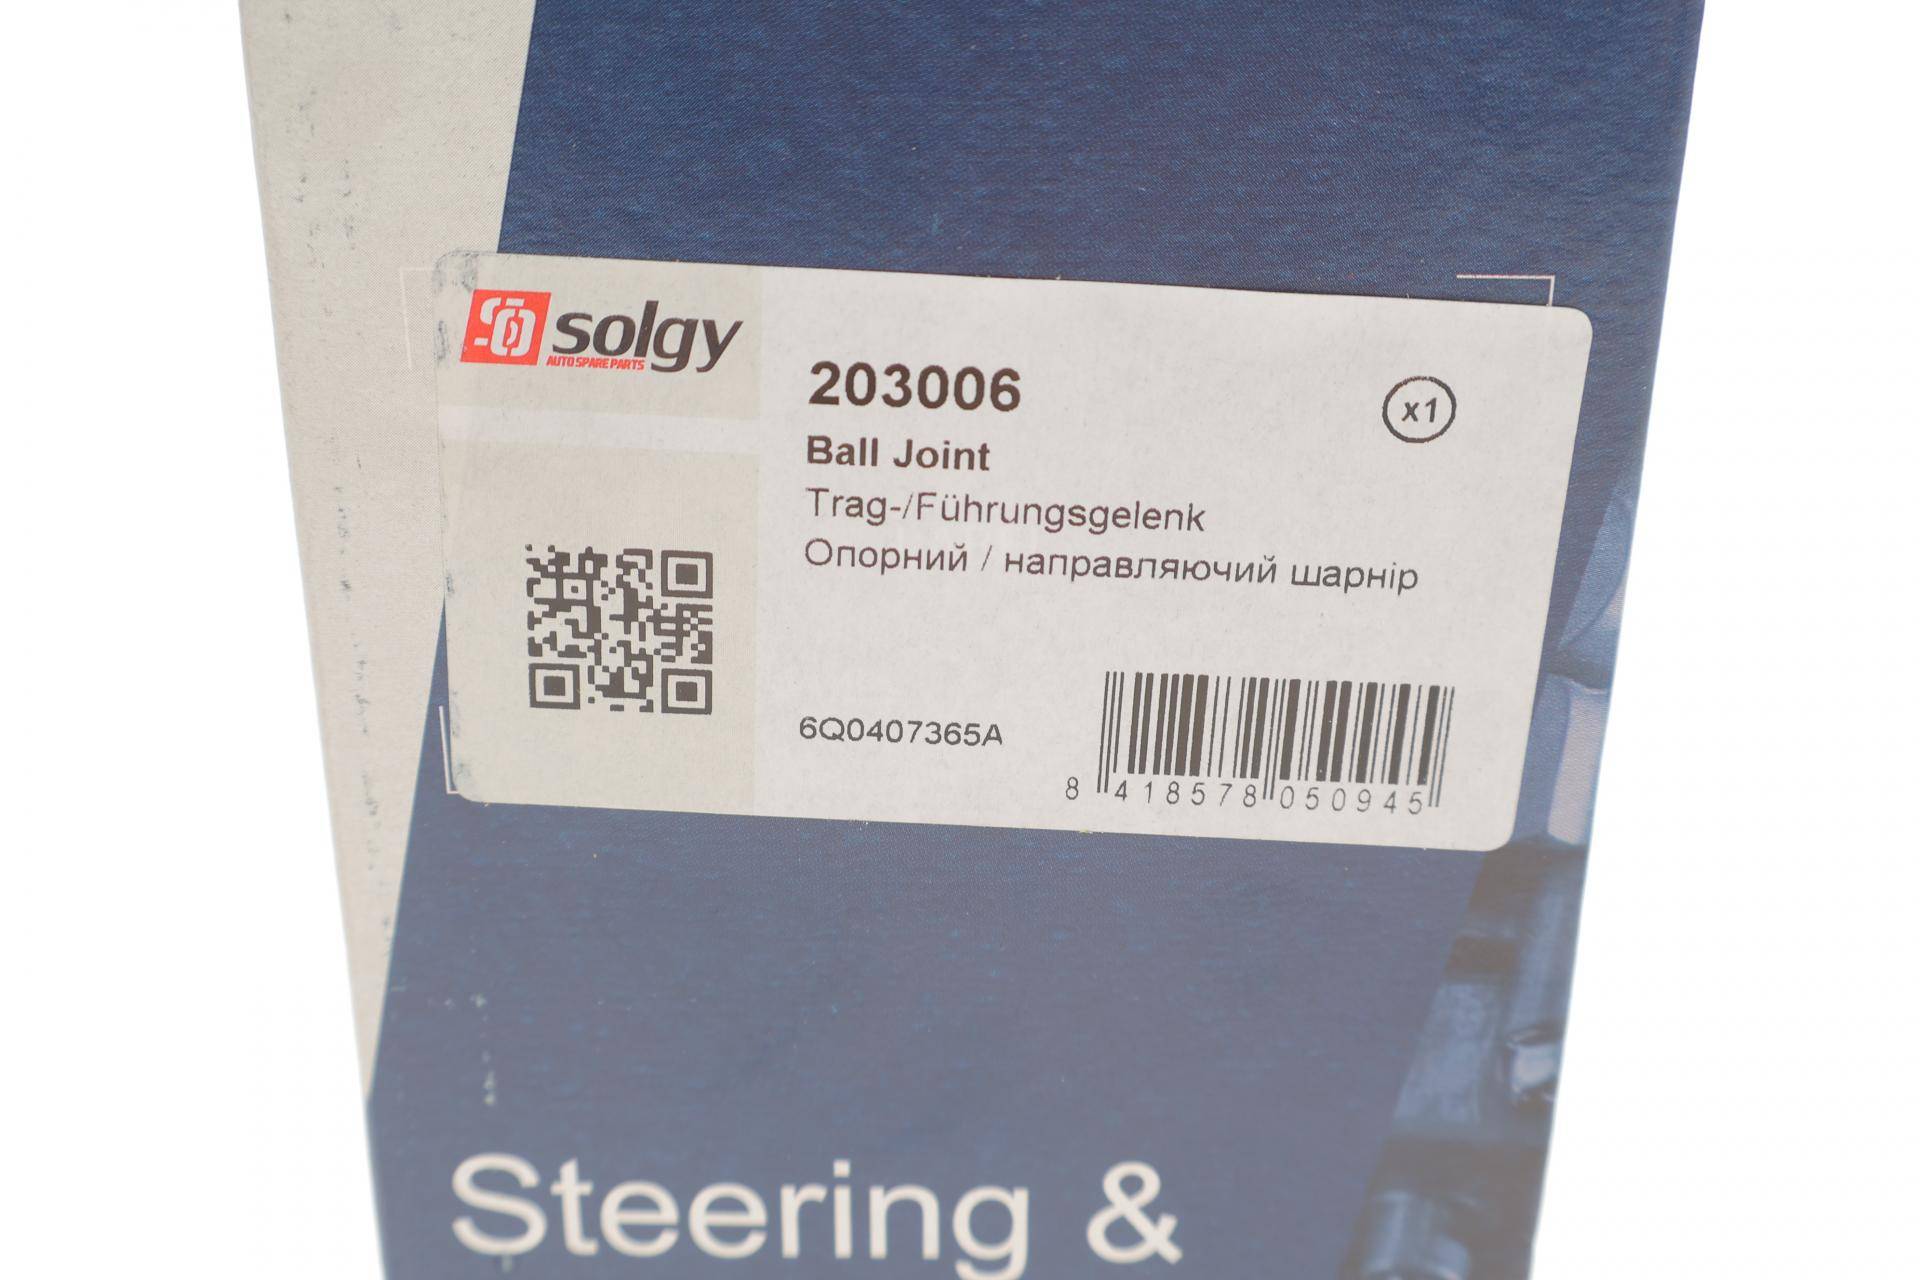 solgy
AUTO SPARE PARTS
203006
x1
Ball Joint
Trag-/Führungsgelenk
Опорний / направляючий шарнір
6Q0407365A
8 418578 050945
Steering &